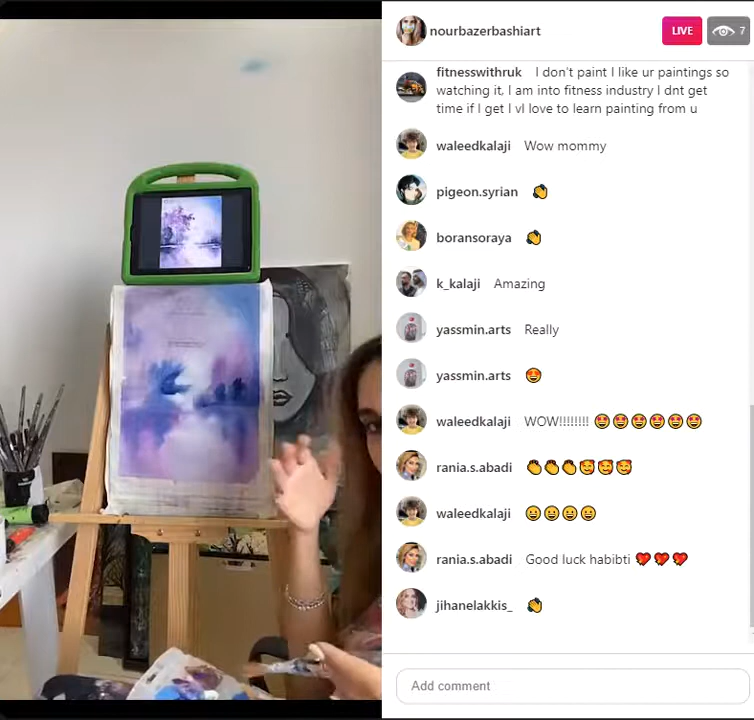 nourbazerbashiart
LIVE
7
fitnesswithruk I don't paint I like ur paintings so
watching it, I am into fitness industry I dnt get
time if I get I vl love to learn painting from u
waleedkalaji Wow mommy
pigeon.syrian 👏
boransoraya 👏
k_kalaji Amazing
yassmin.arts Really
yassmin.arts 😍
waleedkalaji WOW!!!!!!!! 😍😍😍😍😍😍
rania.s.abadi 👏👏👏🥰🥰🥰
waleedkalaji 😀😀😀😀
rania.s.abadi Good luck habibti 💘💘💘
jihanelakkis_ 👏
Add comment